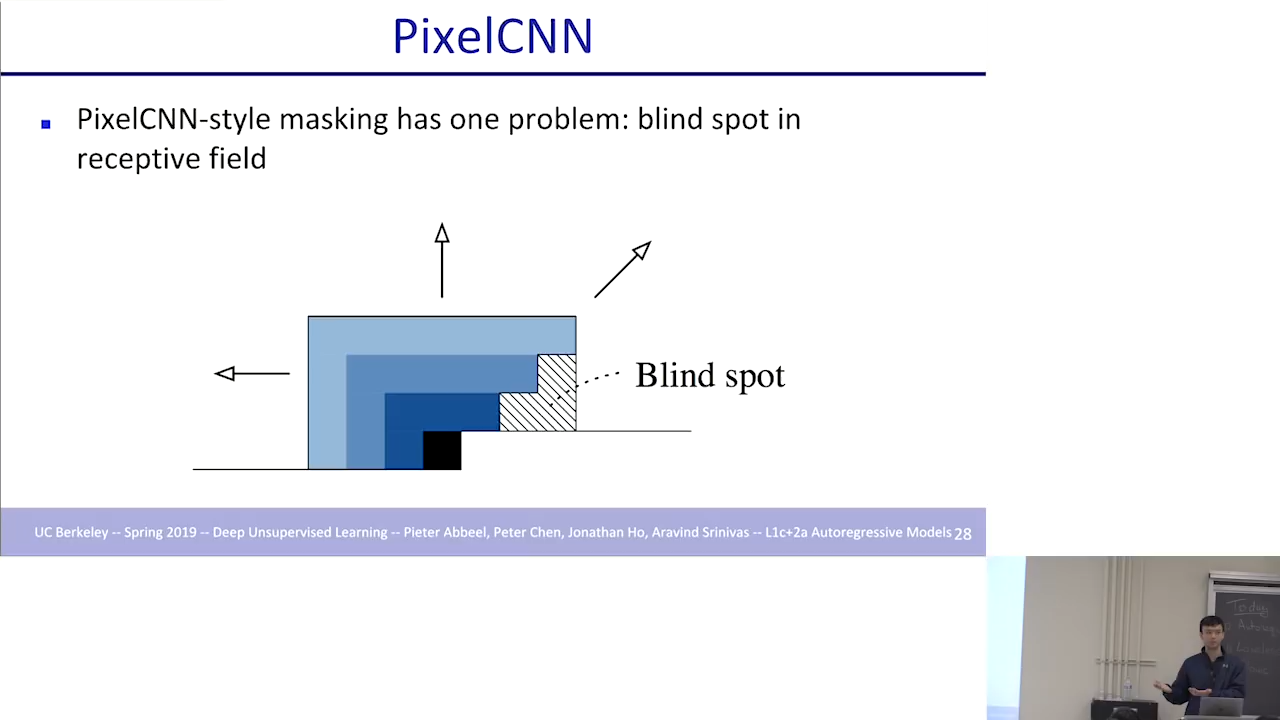 PixelCNN
PixelCNN-style masking has one problem: blind spot in
receptive field
Blind spot
UC Berkeley -- Spring 2019 -- Deep Unsupervised Learning -- Pieter Abbeel, Peter Chen, Jonathan Ho, Aravind Srinivas -- L1c+2a Autoregressive Models 28
Today